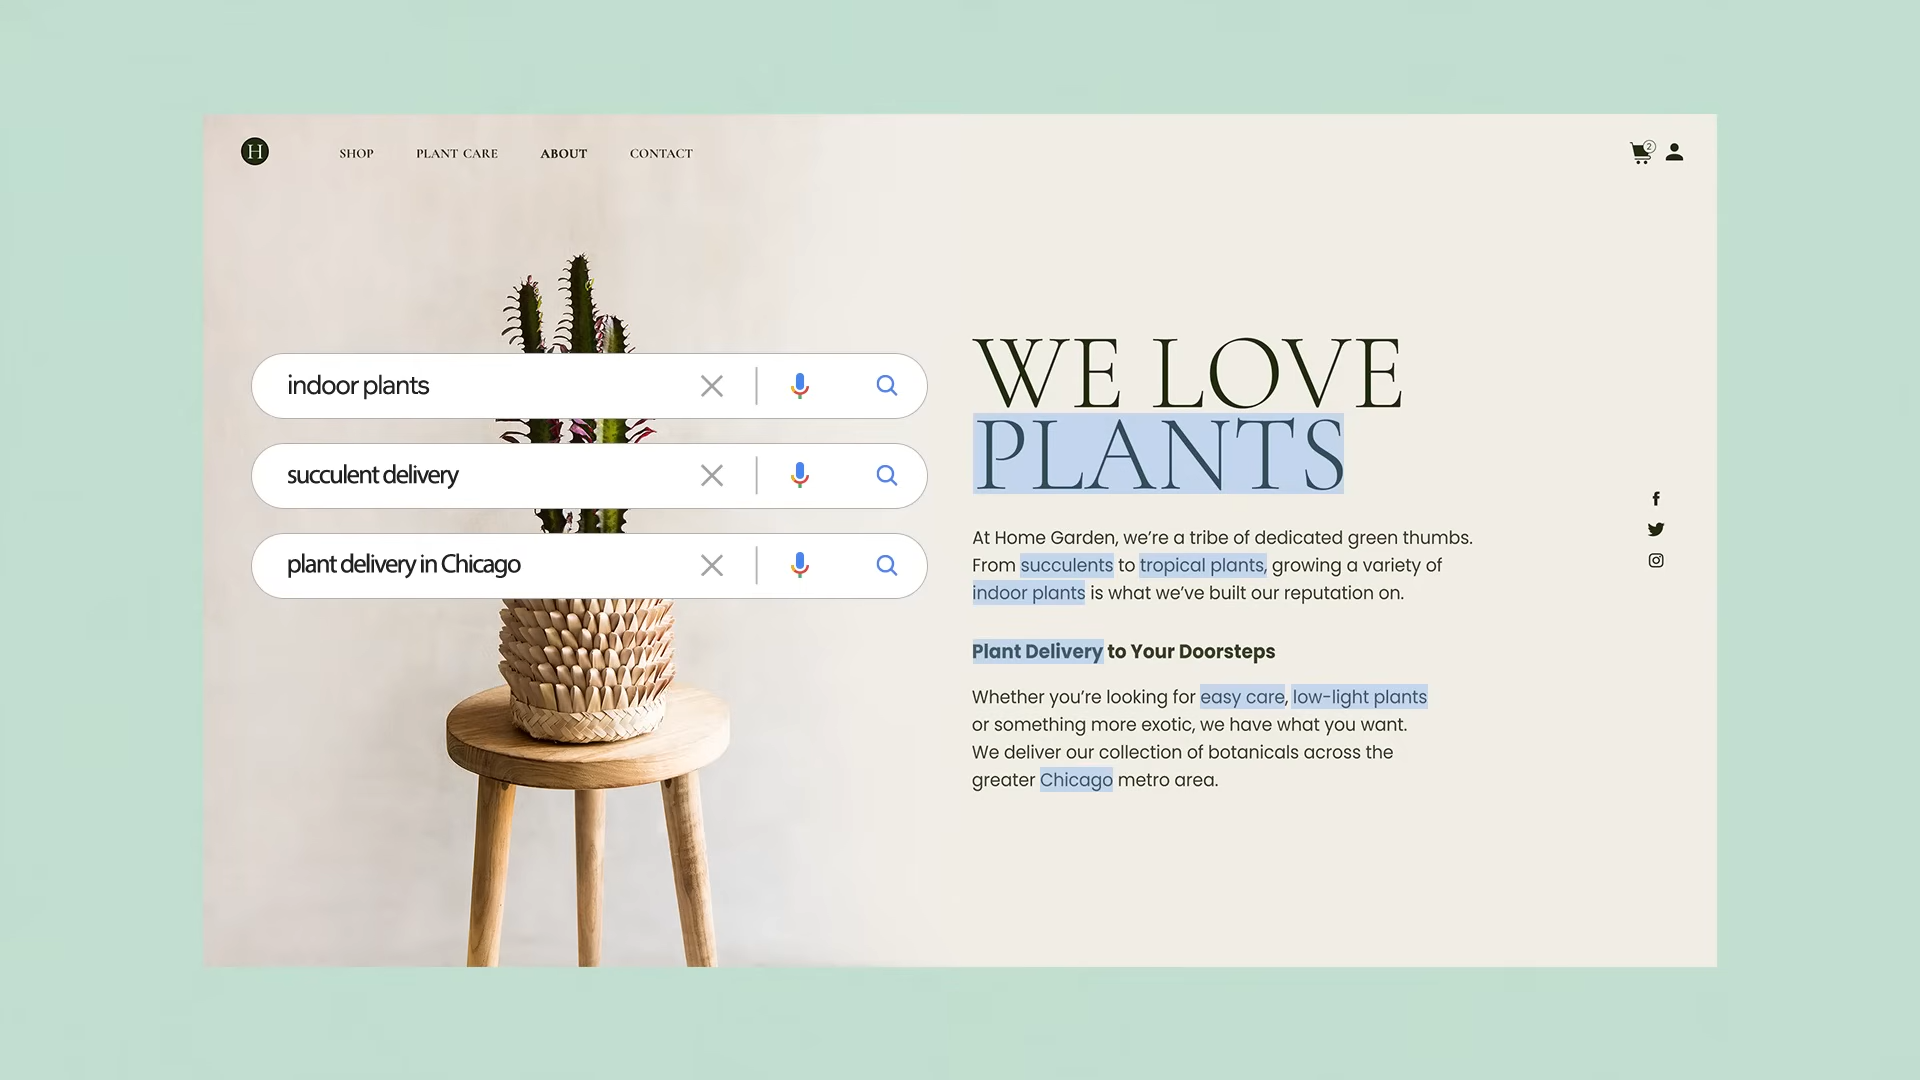 H
SHOP PLANT CARE ABOUT CONTACT
2
indoor plants
succulent delivery
plant delivery in Chicago
WE LOVE
PLANTS
At Home Garden, we’re a tribe of dedicated green thumbs.
From succulents to tropical plants, growing a variety of
indoor plants is what we’ve built our reputation on.
Plant Delivery to Your Doorsteps
Whether you’re looking for easy care, low-light plants
or something more exotic, we have what you want.
We deliver our collection of botanicals across the
greater Chicago metro area.